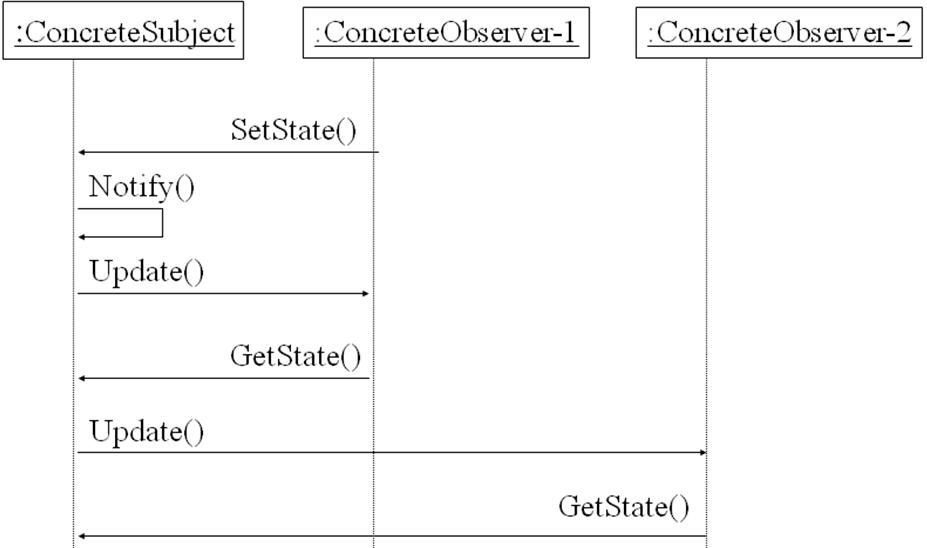 :ConcreteSubject
:ConcreteObserver-1
:ConcreteObserver-2
SetState()
Notify()
Update()
GetState()
Update()
GetState()